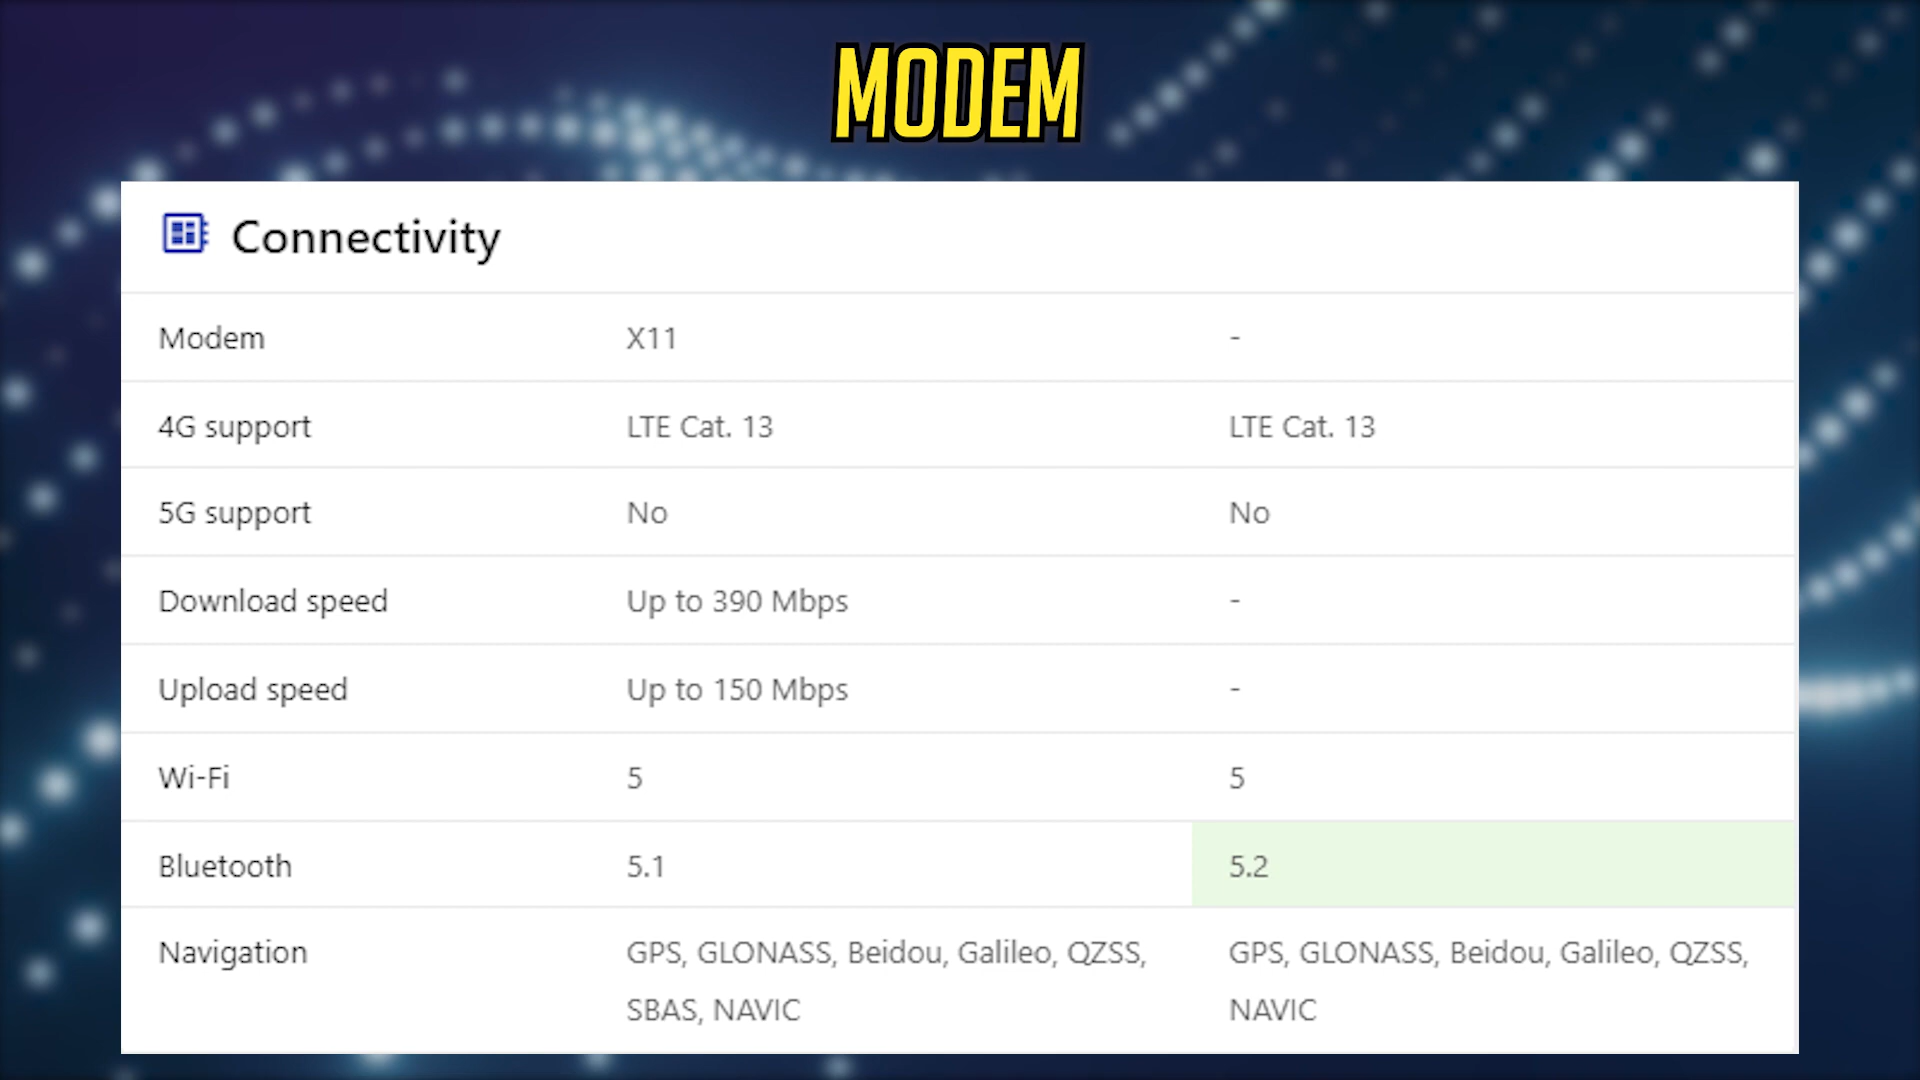 MODEM
Connectivity
Modem X11 -
4G support LTE Cat. 13 LTE Cat. 13
5G support No No
Download speed Up to 390 Mbps -
Upload speed Up to 150 Mbps -
Wi-Fi 5 5
Bluetooth 5.1 5.2
Navigation GPS, GLONASS, Beidou, Galileo, QZSS, GPS, GLONASS, Beidou, Galileo, QZSS,
SBAS, NAVIC NAVIC